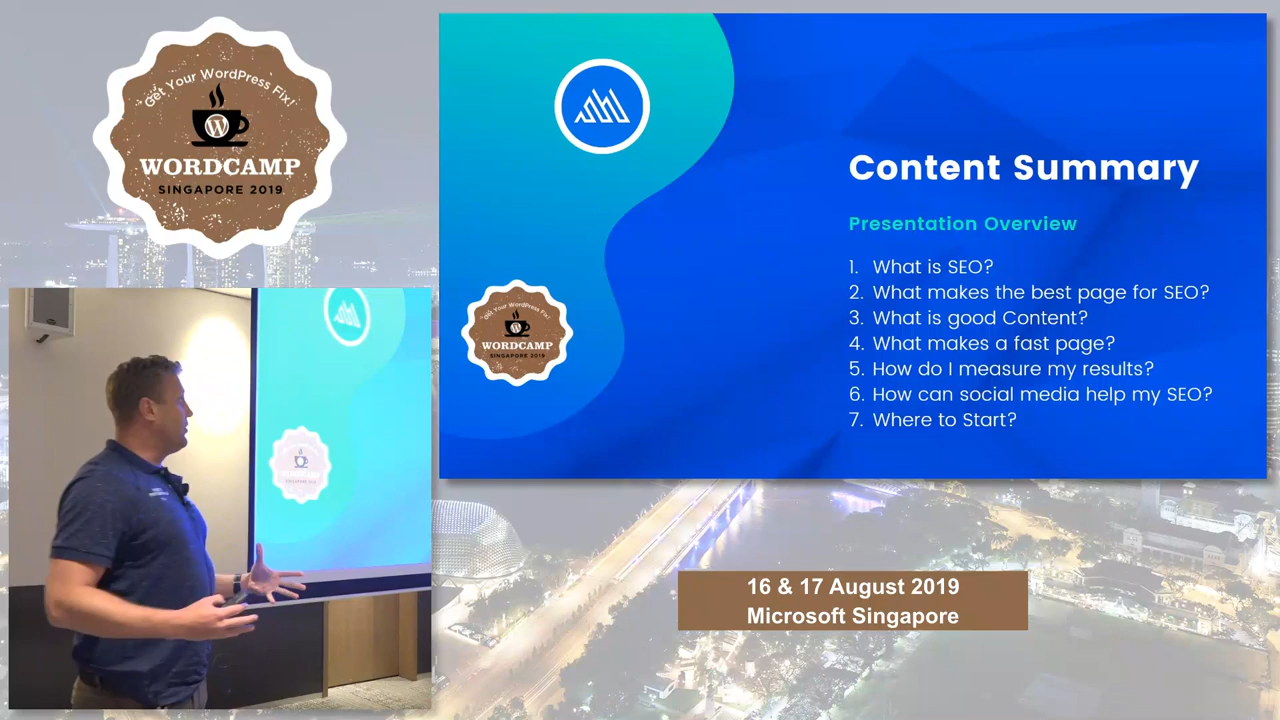 Get Your WordPress Fix!
WORDCAMP
SINGAPORE 2019
Content Summary
Presentation Overview
1. What is SEO?
2. What makes the best page for SEO?
3. What is good Content?
4. What makes a fast page?
5. How do I measure my results?
6. How can social media help my SEO?
7. Where to Start?
Get Your WordPress Fix!
WORDCAMP
SINGAPORE 2019
16 & 17 August 2019
Microsoft Singapore